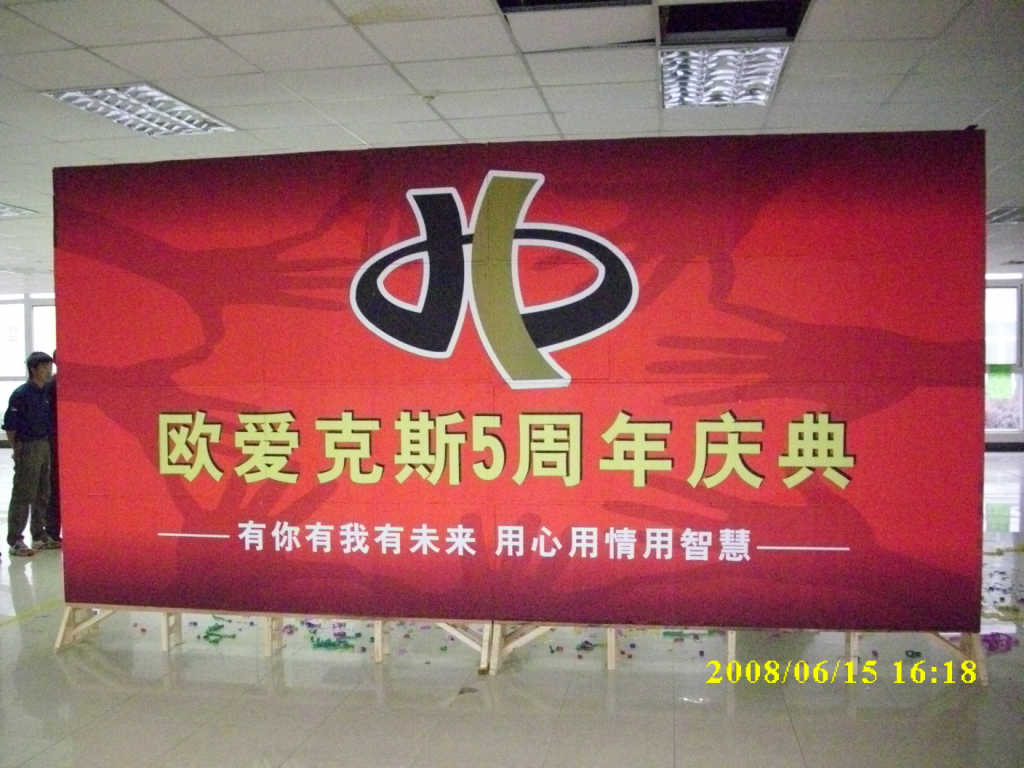 欧爱克斯5周年庆典
——有你有我有未来 用心用情用智慧——
2008/06/15 16:18